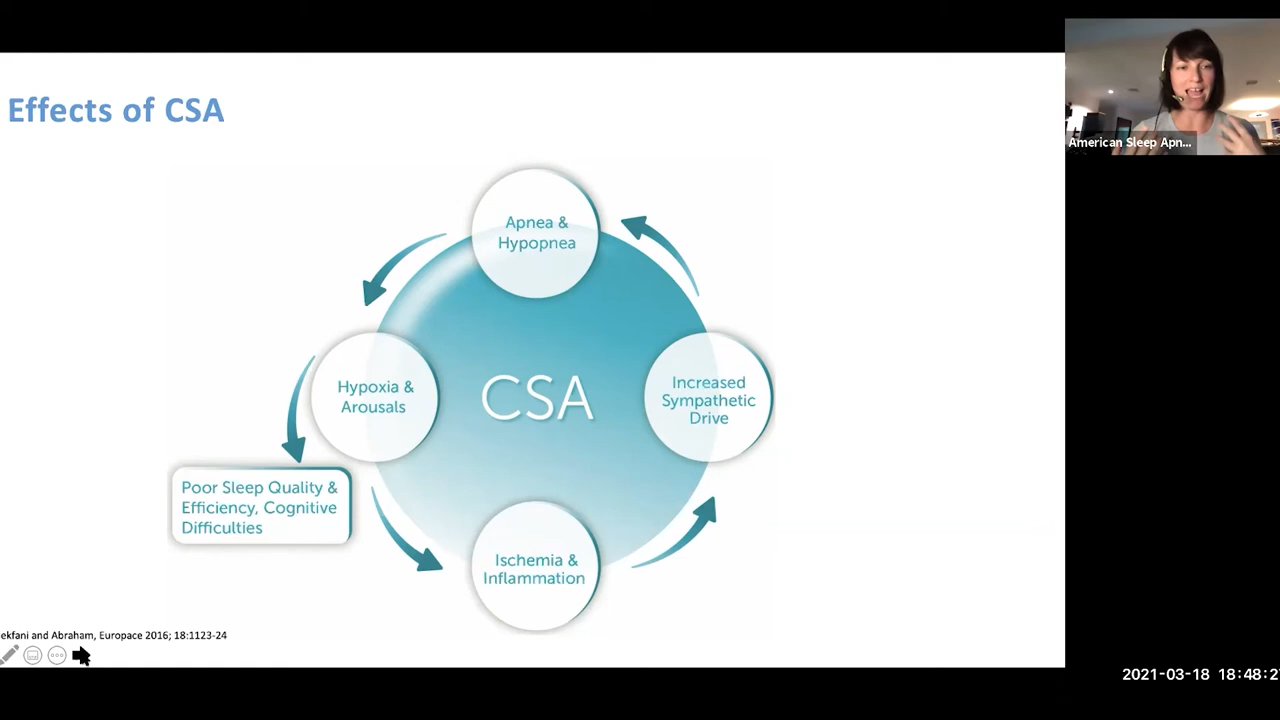 Effects of CSA
American Sleep Apn...
Apnea &
Hypopnea
Hypoxia &
Arousals
CSA
Increased
Sympathetic
Drive
Poor Sleep Quality &
Efficiency, Cognitive
Difficulties
Ischemia &
Inflammation
ekfani and Abraham, Europace 2016; 18:1123-24
2021-03-18 18:48:2